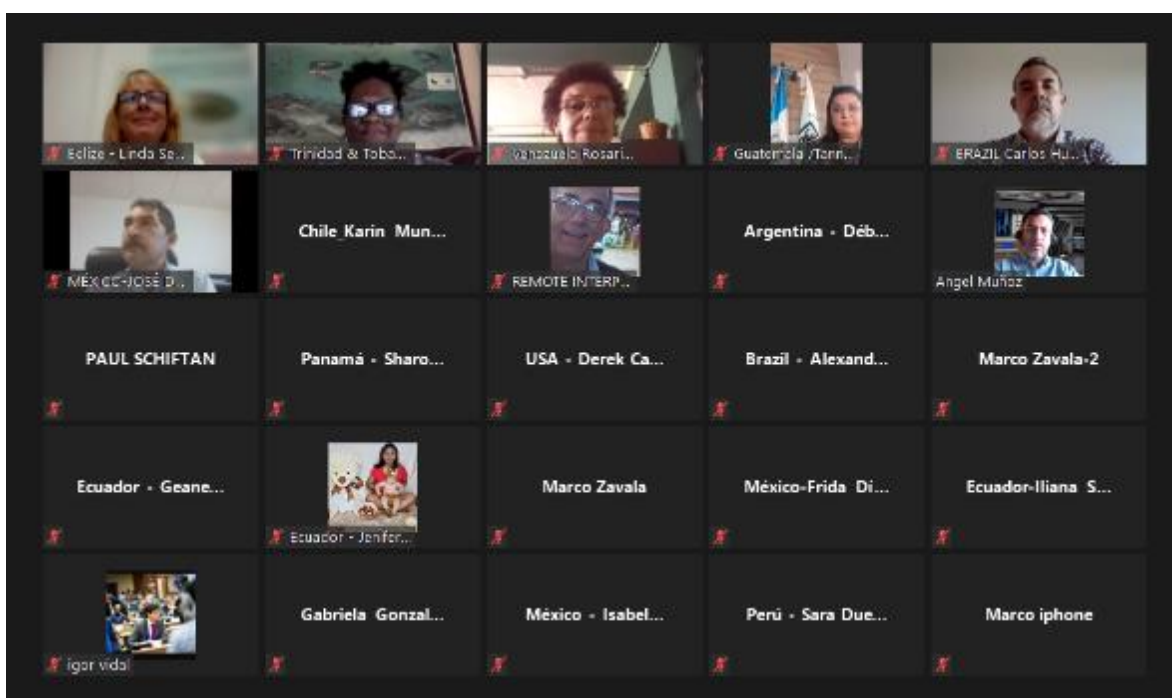 Belize - Linda Se...
Trinidad & Toba...
Venezuela Rosari...
Guatemala /Tann...
BRAZIL Carlos Hu...
MÉXICO-JOSÉ D...
Chile_Karin Mun...
REMOTE INTERP...
Argentina - Déb...
Angel Muñoz
PAUL SCHIFTAN
Panamá - Sharo...
USA - Derek Ca...
Brazil - Alexand...
Marco Zavala-2
Ecuador - Geane...
Ecuador - Jenifer...
Marco Zavala
México-Frida Di...
Ecuador-Iliana S...
igor vidal
Gabriela Gonzal...
México - Isabel...
Perú - Sara Due...
Marco iphone